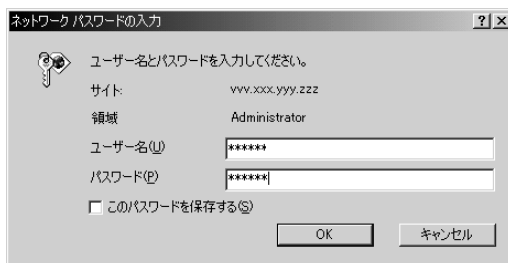 ネットワーク パスワードの入力
ユーザー名とパスワードを入力してください。
サイト: vvv.xxx.yyy.zzz
領域 Administrator
ユーザー名(U) ******
パスワード(P) ******
このパスワードを保存する(S)
OK キャンセル